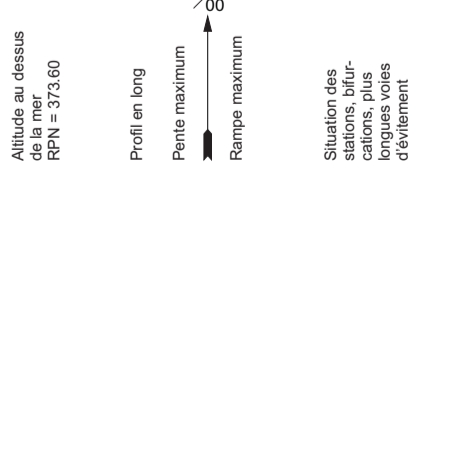 Altitude au dessus
de la mer
RPN = 373.60
Profil en long
Pente maximum
⁄00
Rampe maximum
Situation des
stations, bifur-
cations, plus
longues voies
d'évitement